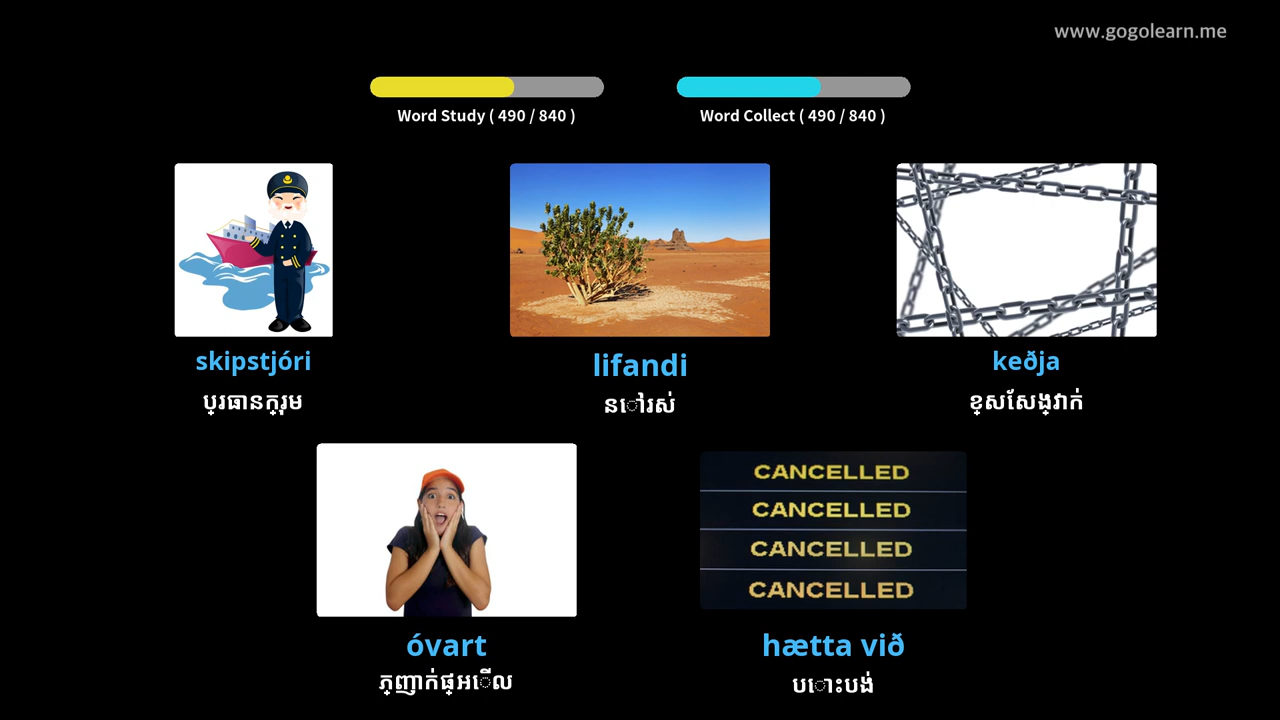 www.gogolearn.me
Word Study ( 490 / 840 )
Word Collect ( 490 / 840 )
skipstjóri
lifandi
keðja
ប្រធានក្រុម
នៅរស់
ខ្សសែង្វាក់
CANCELLED
CANCELLED
CANCELLED
CANCELLED
óvart
hætta við
ភ្ញាក់ផ្អើល
បោះបង់